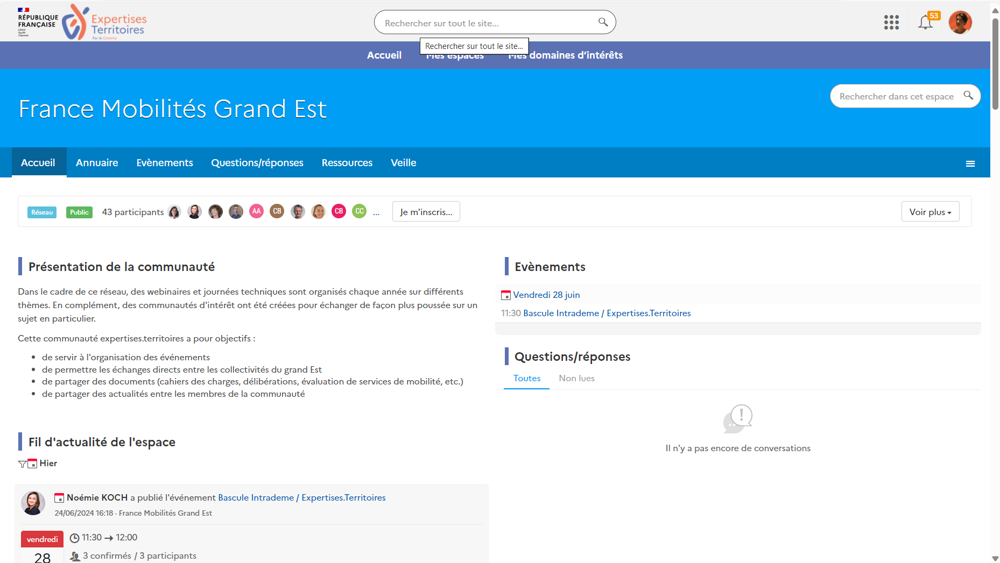 RÉPUBLIQUE
FRANÇAISE
Liberté
Égalité
Fraternité
Expertises
Territoires
Par le Cerema
Rechercher sur tout le site...
53
Rechercher sur tout le site...
Accueil
Mes espaces
Mes domaines d’intérêts
France Mobilités Grand Est
Rechercher dans cet espace
Accueil
Annuaire
Evènements
Questions/réponses
Ressources
Veille
Réseau
Public
43 participants
AA
CB
CB
CC
...
Je m'inscris...
Voir plus
Présentation de la communauté
Dans le cadre de ce réseau, des webinaires et journées techniques sont organisés chaque année sur différents
thèmes. En complément, des communautés d'intérêt ont été créées pour échanger de façon plus poussée sur un
sujet en particulier.
Cette communauté expertises.territoires a pour objectifs :
• de servir à l'organisation des événements
• de permettre les échanges directs entre les collectivités du grand Est
• de partager des documents (cahiers des charges, délibérations, évaluation de services de mobilité, etc.)
• de partager des actualités entre les membres de la communauté
Fil d'actualité de l'espace
Hier
Noémie KOCH a publié l'événement Bascule Intrademe / Expertises.Territoires
24/06/2024 16:18 · France Mobilités Grand Est
vendredi
28
11:30 → 12:00
3 confirmés / 3 participants
Evènements
Vendredi 28 juin
11:30 Bascule Intrademe / Expertises.Territoires
Questions/réponses
Toutes
Non lues
Il n'y a pas encore de conversations